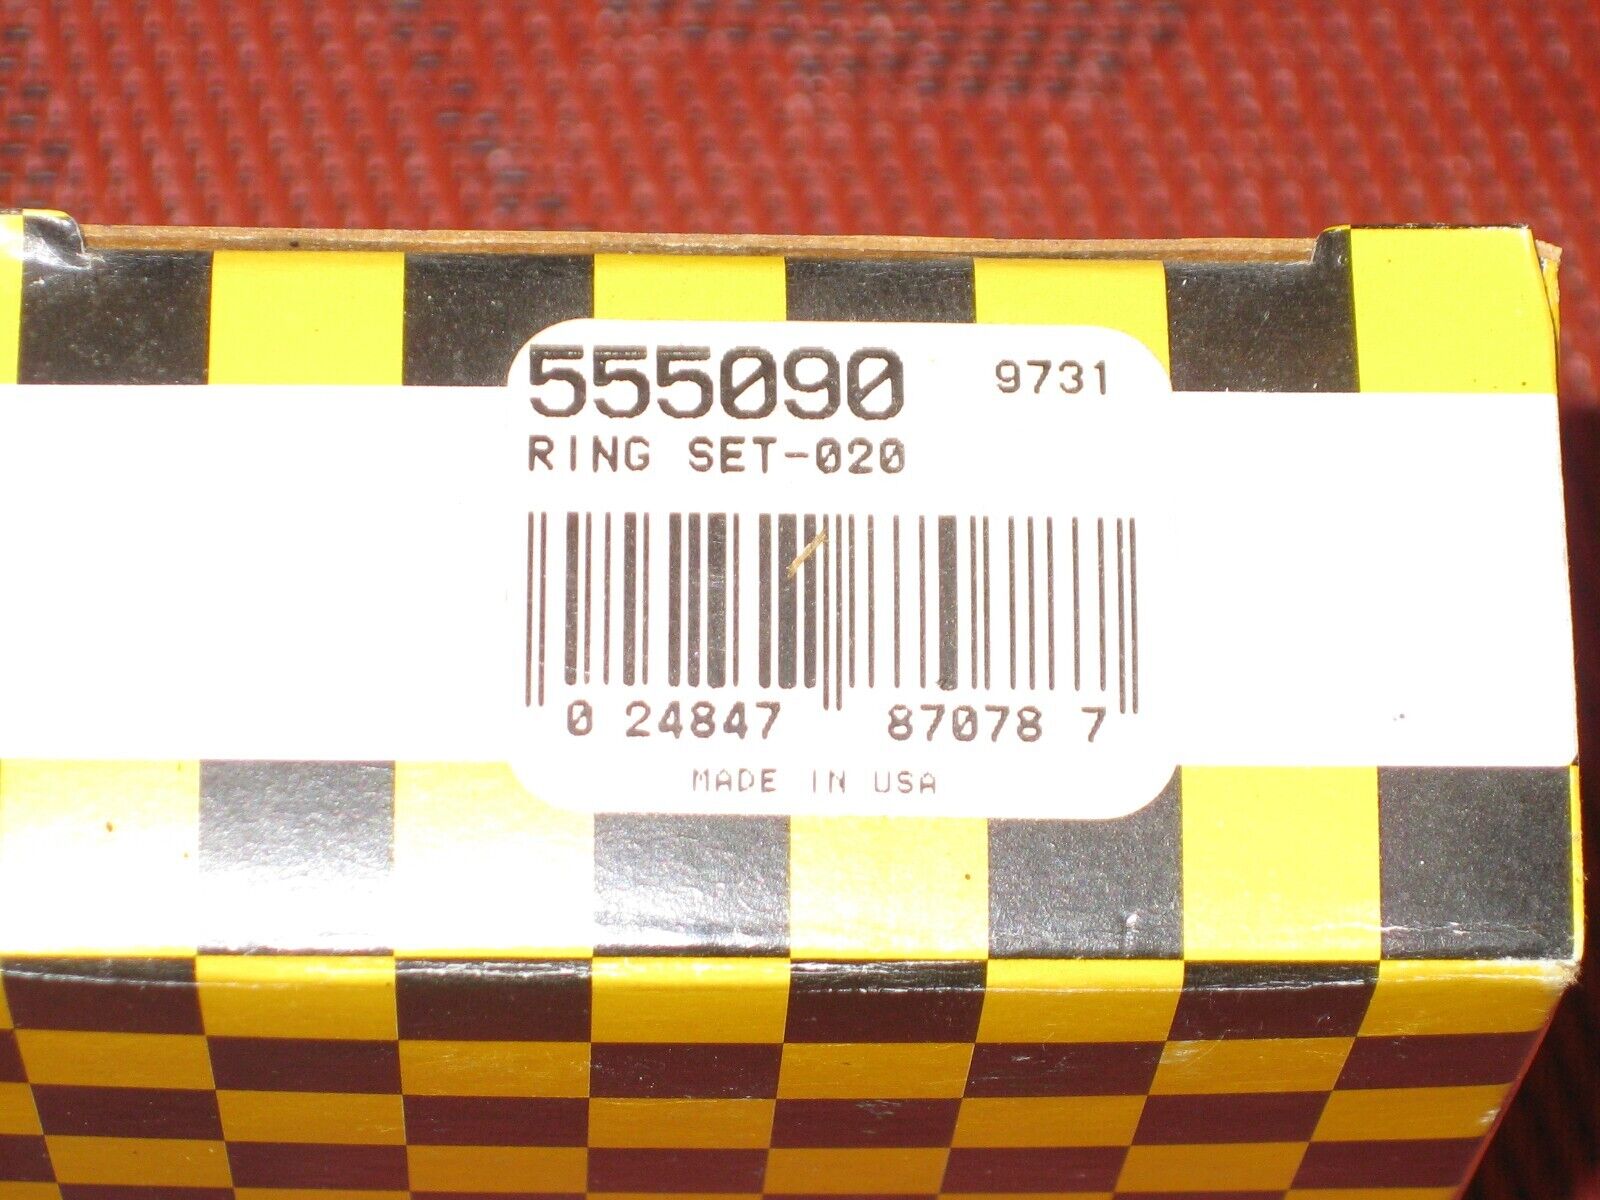 555090 9731
RING SET-020
0 24847 87078 7
MADE IN USA